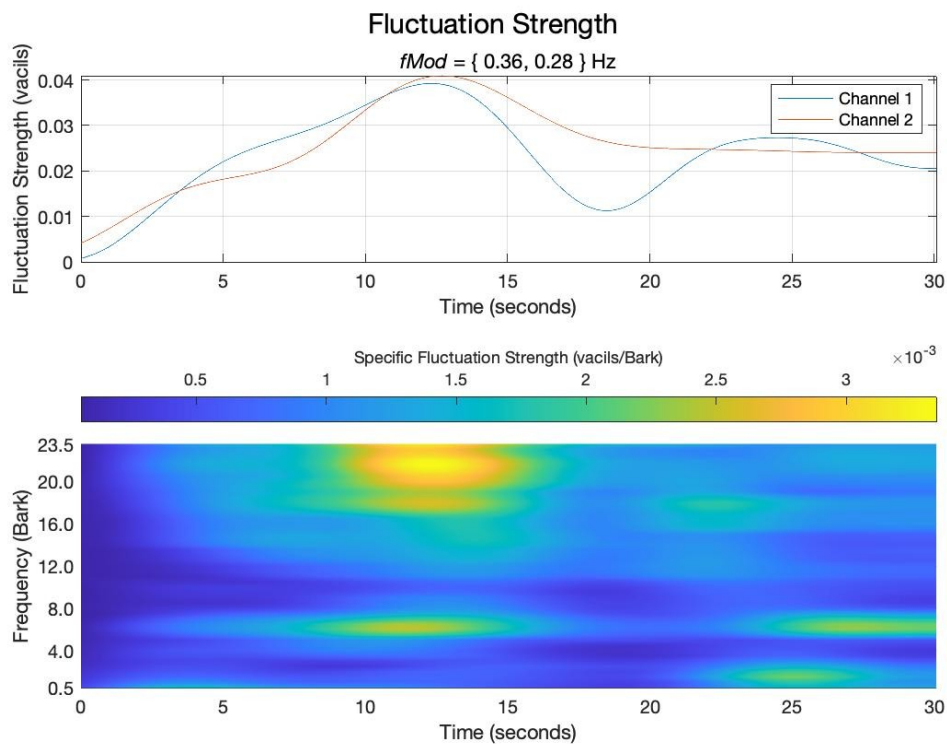 Fluctuation Strength
fMod = { 0.36, 0.28 } Hz
Fluctuation Strength (vacils)
0.04
0.03
0.02
0.01
0
Channel 1
Channel 2
0 5 10 15 20 25 30
Time (seconds)
Specific Fluctuation Strength (vacils/Bark)
×10⁻³
0.5 1 1.5 2 2.5 3
Frequency (Bark)
23.5
20.0
16.0
12.0
8.0
4.0
0.5
0 5 10 15 20 25 30
Time (seconds)